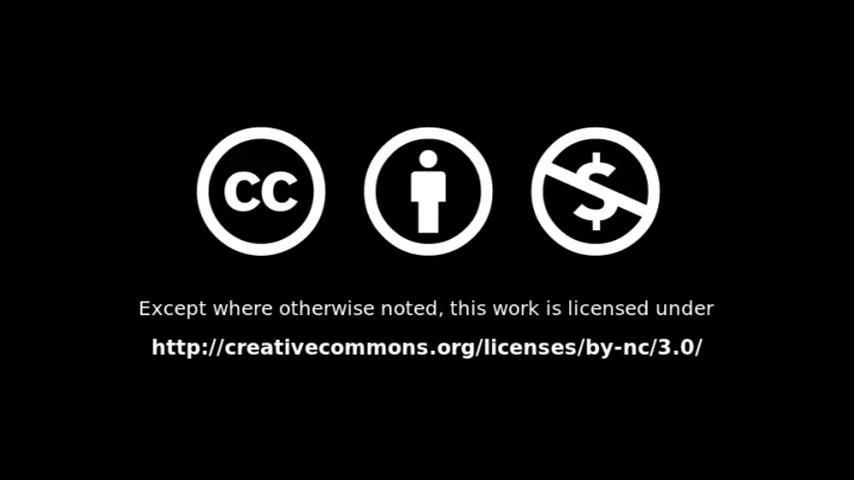 cc
$
Except where otherwise noted, this work is licensed under
http://creativecommons.org/licenses/by-nc/3.0/